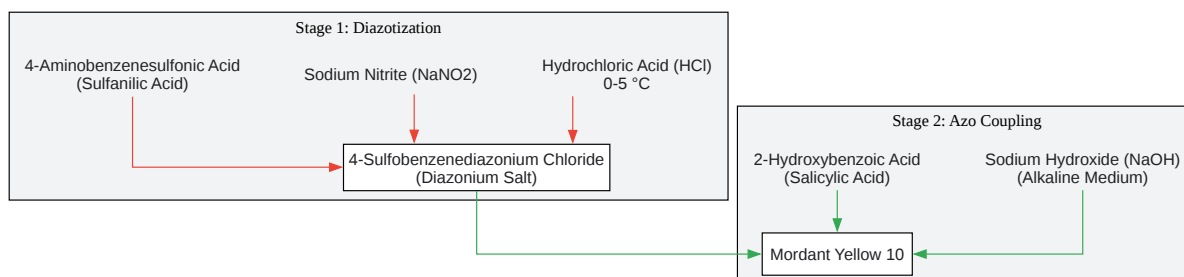 Stage 1: Diazotization
4-Aminobenzenesulfonic Acid
(Sulfanilic Acid)
Sodium Nitrite (NaNO2)
Hydrochloric Acid (HCl)
0-5 °C
4-Sulfobenzenediazonium Chloride
(Diazonium Salt)
Stage 2: Azo Coupling
2-Hydroxybenzoic Acid
(Salicylic Acid)
Sodium Hydroxide (NaOH)
(Alkaline Medium)
Mordant Yellow 10